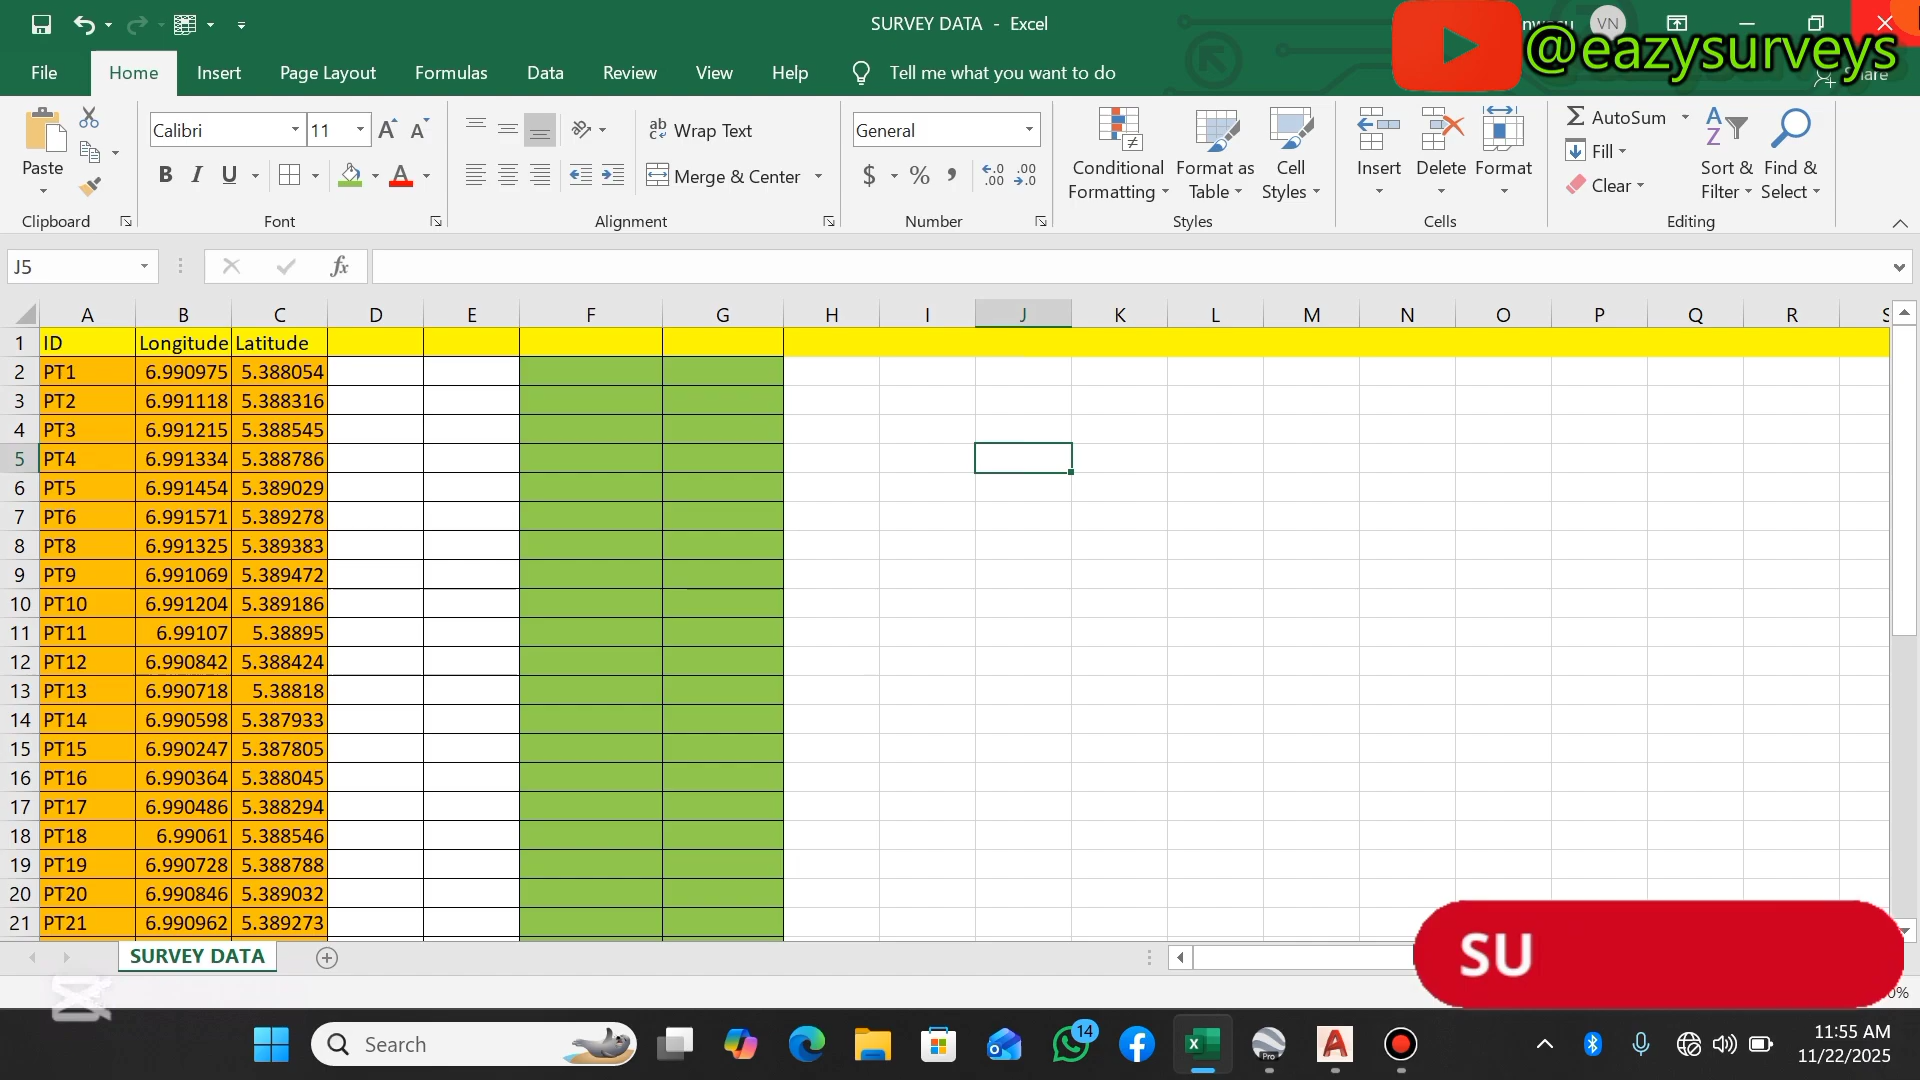 SURVEY DATA - Excel
VN
@eazysurveys
File Home Insert Page Layout Formulas Data Review View Help Tell me what you want to do
Calibri 11
General
Wrap Text
AutoSum
Paste
Merge & Center
Conditional Formatting
Format as Table
Cell Styles
Insert Delete Format
Fill
Clear
Sort & Filter
Find & Select
Clipboard Font Alignment Number Styles Cells Editing
J5
fx
A B C D E F G H I J K L M N O P Q R S
1 ID Longitude Latitude
2 PT1 6.990975 5.388054
3 PT2 6.991118 5.388316
4 PT3 6.991215 5.388545
5 PT4 6.991334 5.388786
6 PT5 6.991454 5.389029
7 PT6 6.991571 5.389278
8 PT8 6.991325 5.389383
9 PT9 6.991069 5.389472
10 PT10 6.991204 5.389186
11 PT11 6.99107 5.38895
12 PT12 6.990842 5.388424
13 PT13 6.990718 5.38818
14 PT14 6.990598 5.387933
15 PT15 6.990247 5.387805
16 PT16 6.990364 5.388045
17 PT17 6.990486 5.388294
18 PT18 6.99061 5.388546
19 PT19 6.990728 5.388788
20 PT20 6.990846 5.389032
21 PT21 6.990962 5.389273
SURVEY DATA
SU
Search
14
Pro
11:55 AM
11/22/2025